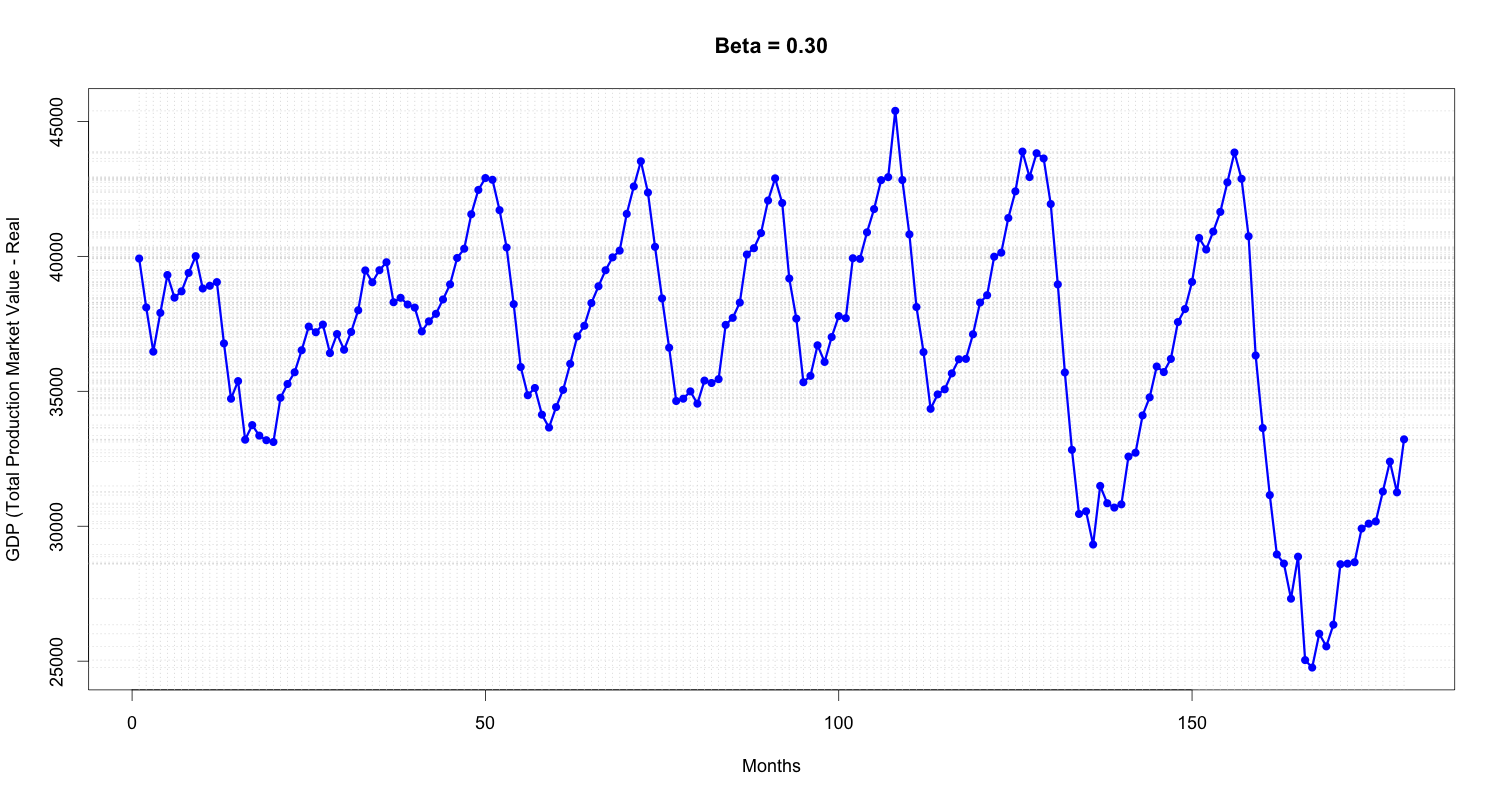 Beta = 0.30
GDP (Total Production Market Value - Real
45000
40000
35000
30000
25000
0 50 100 150
Months